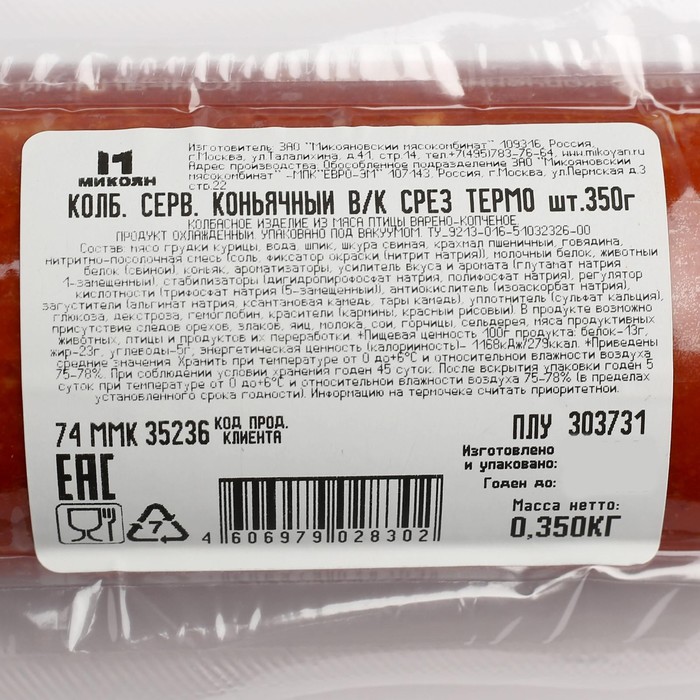 МИКОЯН
Изготовитель ЗАО "Микояновский мясокомбинат" 109316, Россия,
г.Москва, ул.Талалихина, д.41, стр.14, тел.+7(495)783-76-64, www.mikoyan.ru
Адрес производства: Обособленное подразделение ЗАО "Микояновский
мясокомбинат" -МПК"ЕВРО-ЭМ" 107143, Россия, г.Москва, ул.Пермская д.3
стр.22
КОЛБ. СЕРВ. КОНЬЯЧНЫЙ В/К СРЕЗ ТЕРМО шт.350г
КОЛБАСНОЕ ИЗДЕЛИЕ ИЗ МЯСА ПТИЦЫ ВАРЕНО-КОПЧЕНОЕ.
ПРОДУКТ ОХЛАЖДЕННЫЙ. УПАКОВАНО ПОД ВАКУУМОМ. ТУ_9213-016-51032326-00
Состав: мясо грудки курицы, вода, шпик, шкура свиная, крахмал пшеничный, говядина,
нитритно-посолочная смесь (соль, фиксатор окраски (нитрит натрия)), молочный белок, животный
белок (свиной), коньяк, ароматизаторы, усилитель вкуса и аромата (глутамат натрия
1-замещенный), стабилизаторы (дигидропирофосфат натрия, полифосфат натрия), регулятор
кислотности (трифосфат натрия (5-замещенный)), антиокислитель (изоаскорбат натрия),
загустители (альгинат натрия, ксантановая камедь, тары камедь), уплотнитель (сульфат кальция),
глюкоза, декстроза, гемоглобин, красители (кармины, красный рисовый). В продукте возможно
присутствие следов орехов, злаков, яиц, молока, сои, горчицы, сельдерея, мяса продуктивных
животных, птицы и продуктов их переработки. *Пищевая ценность 100г продукта: белок-13г,
жир-23г, углеводы-5г, энергетическая ценность (калорийность)- 1168кДж/279ккал. *Приведены
средние значения. Хранить при температуре от 0 до+6°С и относительной влажности воздуха
75-78%. При соблюдении условий хранения годен 45 суток. После вскрытия упаковки годен 5
суток при температуре от 0 до+6°С и относительной влажности воздуха 75-78% (в пределах
установленного срока годности). Информацию на термочеке считать приоритетной.
74 ММК 35236 КОД ПРОД. КЛИЕНТА
ПЛУ 303731
Изготовлено
и упаковано:
Годен до:
Масса нетто:
0,350КГ
EAC
7
4 606979 028302